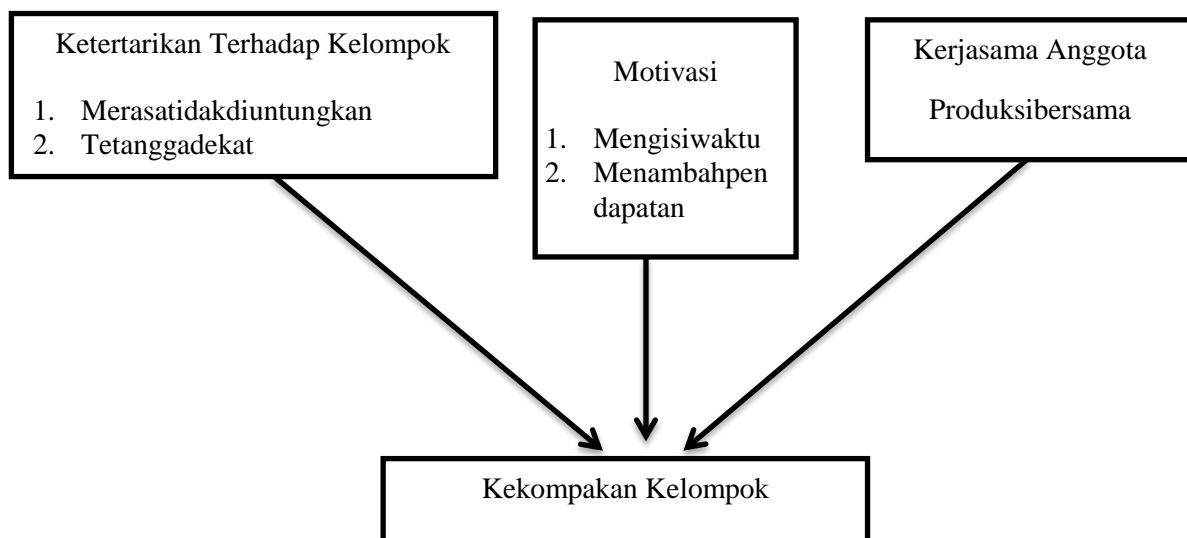 Ketertarikan Terhadap Kelompok
1. Merasatidakdiuntungkan
2. Tetanggadekat
Motivasi
1. Mengisiwaktu
2. Menambahpen
dapatan
Kerjasama Anggota
Produksibersama
Kekompakan Kelompok